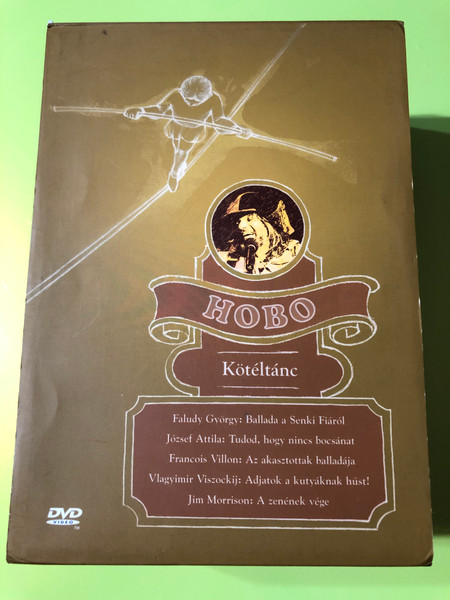 HOBO
Kötéltánc
Faludy György: Ballada a Senki Fiáról
József Attila: Tudod, hogy nincs bocsánat
Francois Villon: Az akasztottak balladája
Vlagyimir Viszockij: Adjatok a kutyáknak húst!
Jim Morrison: A zenének vége
DVD
VIDEO